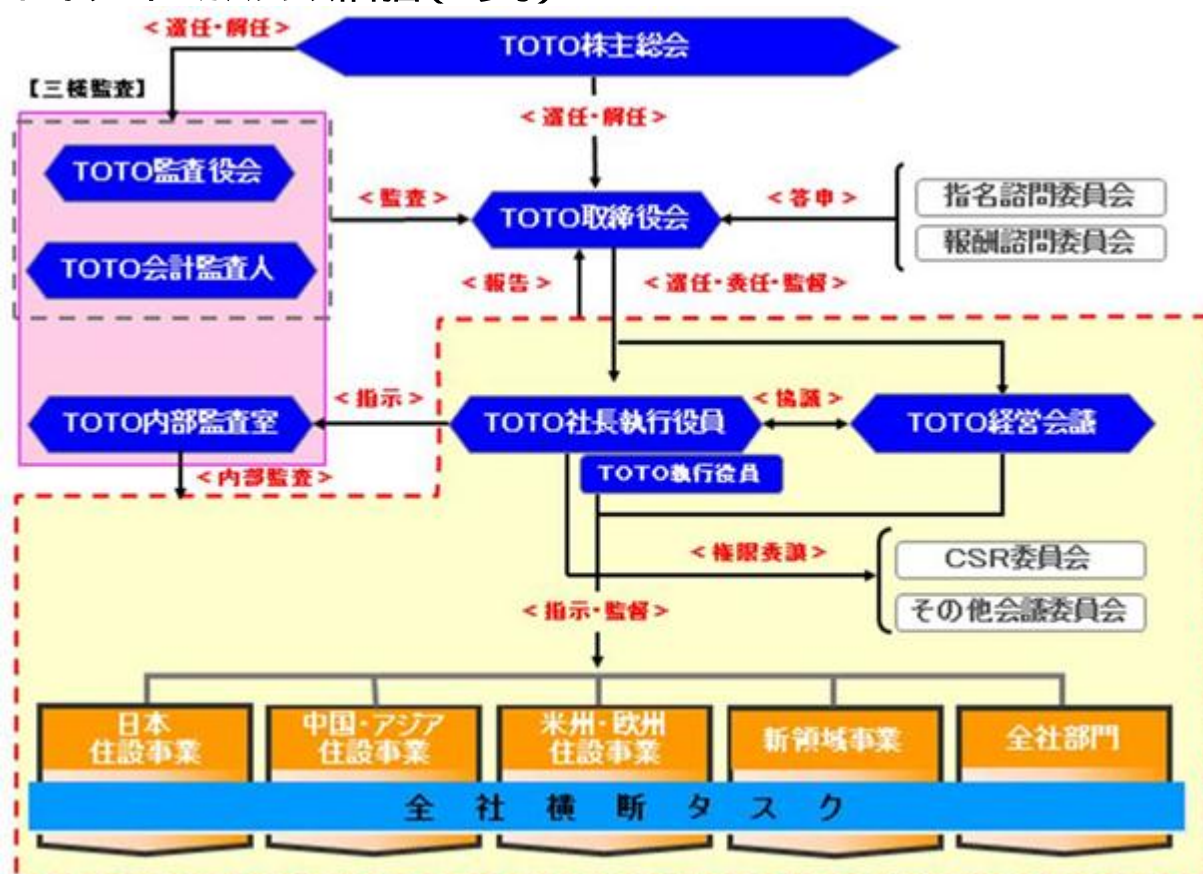 <選任・解任>
TOTO株主総会
【三様監査】
<選任・解任>
TOTO監査役会
<監査>
TOTO取締役会
<答申>
指名諮問委員会
報酬諮問委員会
TOTO会計監査人
<報告>
<選任・委任・監督>
TOTO内部監査室
<指示>
TOTO社長執行役員
<協議>
TOTO経営会議
<内部監査>
TOTO執行役員
<権限委譲>
CSR委員会
その他会議委員会
<指示・監督>
日本
住設事業
中国・アジア
住設事業
米州・欧州
住設事業
新領域事業
全社部門
全社横断タスク